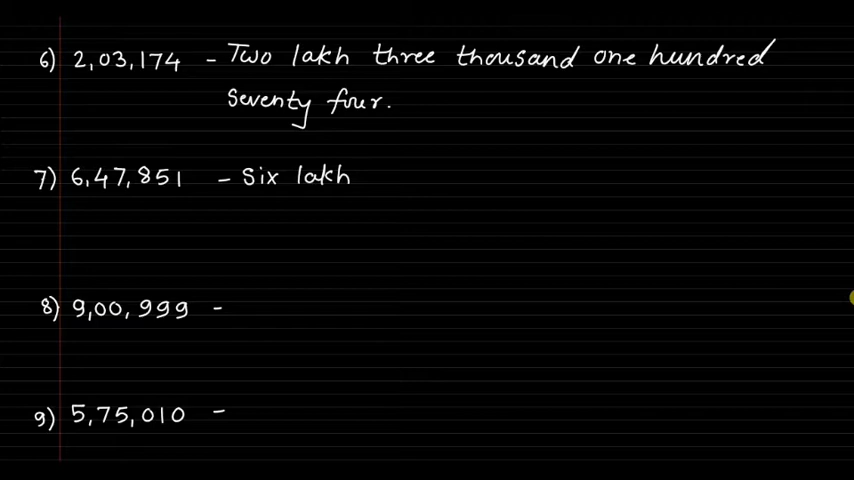 6) 2,03,174 - Two lakh three thousand one hundred
seventy four.
7) 6,47,851 - Six lakh
8) 9,00,999 -
9) 5,75,010 -